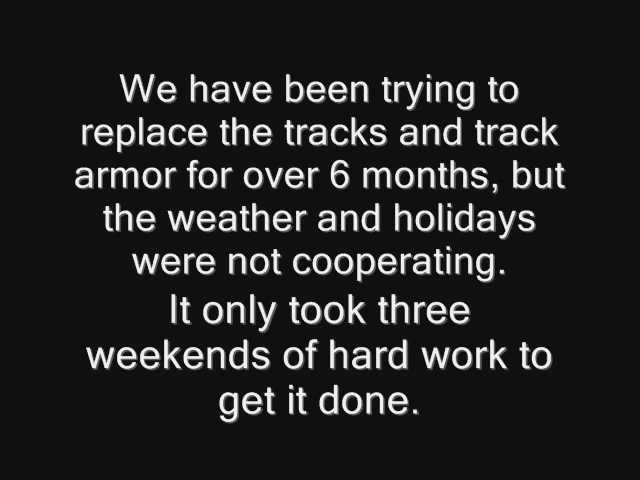 We have been trying to
replace the tracks and track
armor for over 6 months, but
the weather and holidays
were not cooperating.
It only took three
weekends of hard work to
get it done.